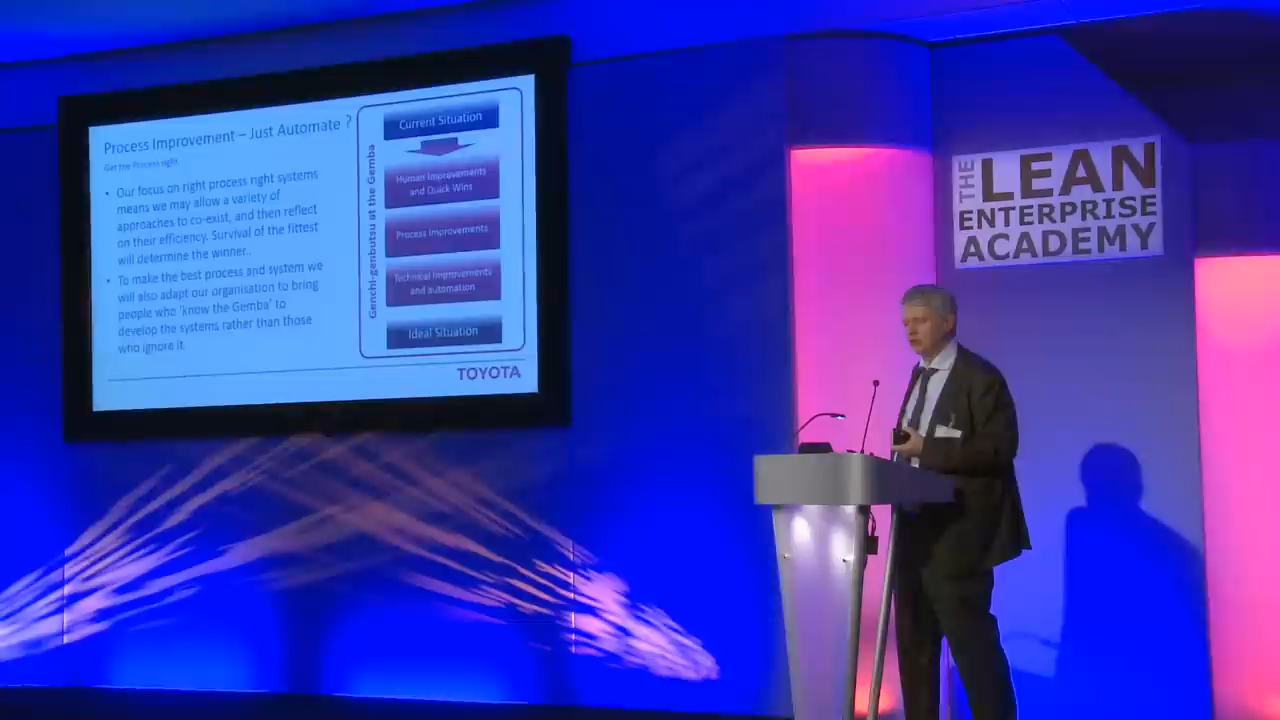 Process Improvement – Just Automate ?
Get the Process right
• Our focus on right process right systems
means we may allow a variety of
approaches to co-exist, and then reflect
on their efficiency. Survival of the fittest
will determine the winner..
• To make the best process and system we
will also adapt our organisation to bring
people who 'know the Gemba' to
develop the systems rather than those
who ignore it.
Genchi-genbutsu at the Gemba
Current Situation
Human Improvements
and Quick Wins
Process Improvements
Technical Improvements
and automation
Ideal Situation
TOYOTA
THE
LEAN
ENTERPRISE
ACADEMY